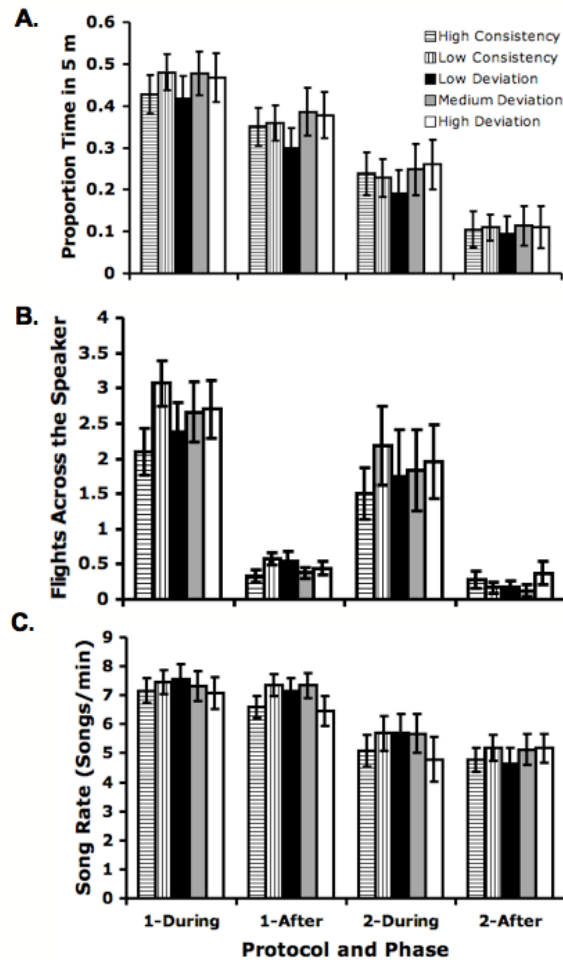 A.
Proportion Time in 5 m
0.6
0.5
0.4
0.3
0.2
0.1
0
High Consistency
Low Consistency
Low Deviation
Medium Deviation
High Deviation
B.
Flights Across the Speaker
4
3.5
3
2.5
2
1.5
1
0.5
0
C.
Song Rate (Songs/min)
9
8
7
6
5
4
3
2
1
0
1-During 1-After 2-During 2-After
Protocol and Phase